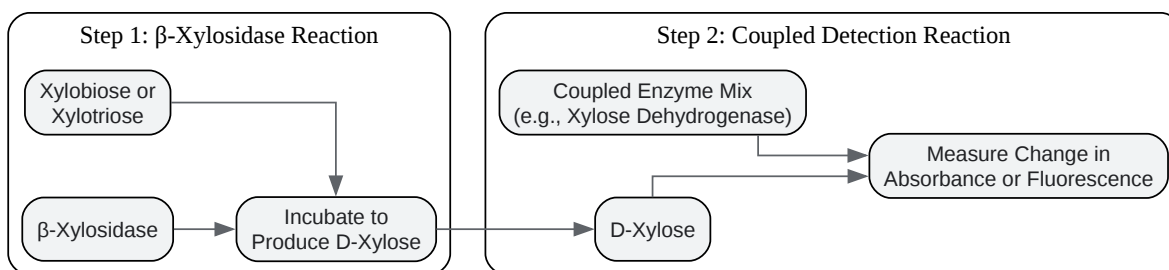 Step 1: β-Xylosidase Reaction
Xylobiose or
Xylotriose
β-Xylosidase
Incubate to
Produce D-Xylose
Step 2: Coupled Detection Reaction
Coupled Enzyme Mix
(e.g., Xylose Dehydrogenase)
D-Xylose
Measure Change in
Absorbance or Fluorescence